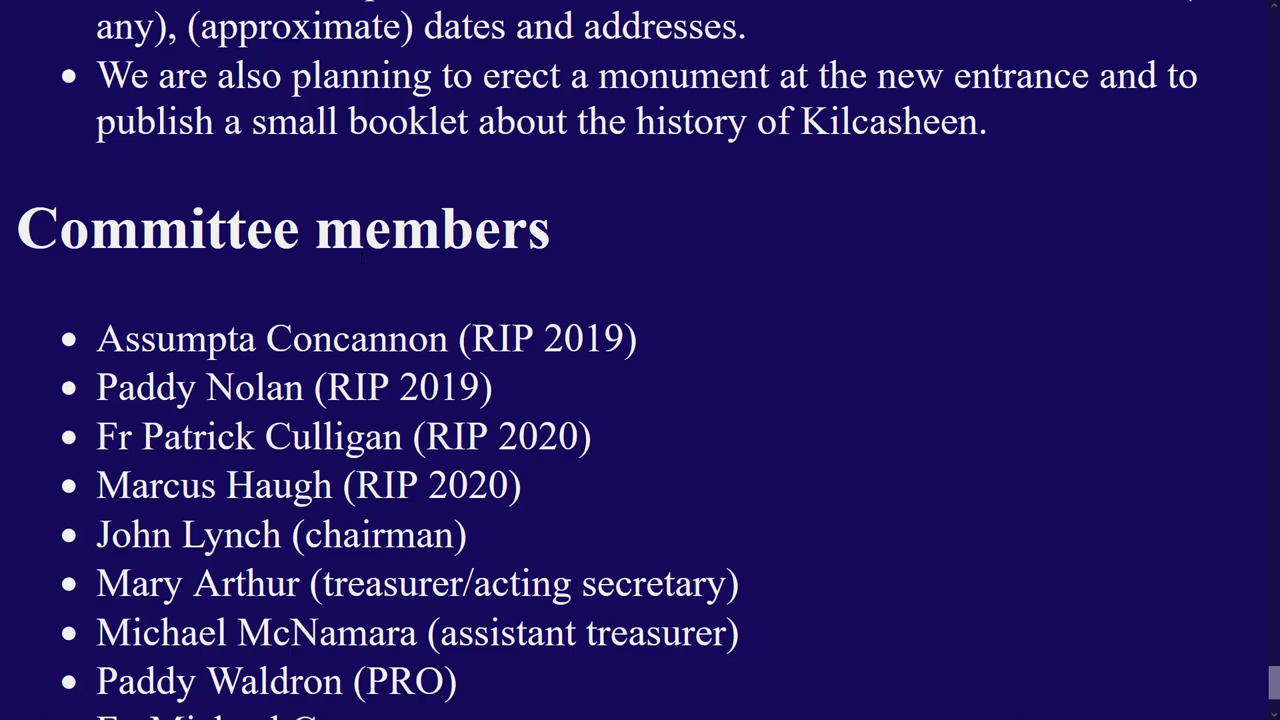 any), (approximate) dates and addresses.
• We are also planning to erect a monument at the new entrance and to
publish a small booklet about the history of Kilcasheen.
Committee members
• Assumpta Concannon (RIP 2019)
• Paddy Nolan (RIP 2019)
• Fr Patrick Culligan (RIP 2020)
• Marcus Haugh (RIP 2020)
• John Lynch (chairman)
• Mary Arthur (treasurer/acting secretary)
• Michael McNamara (assistant treasurer)
• Paddy Waldron (PRO)